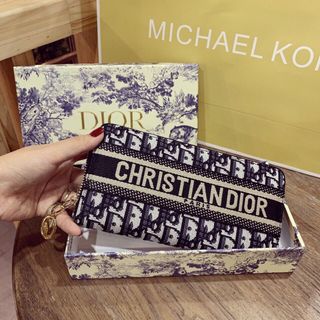 MICHAEL KO
DIOR
CHRISTIAN DIOR
PARIS